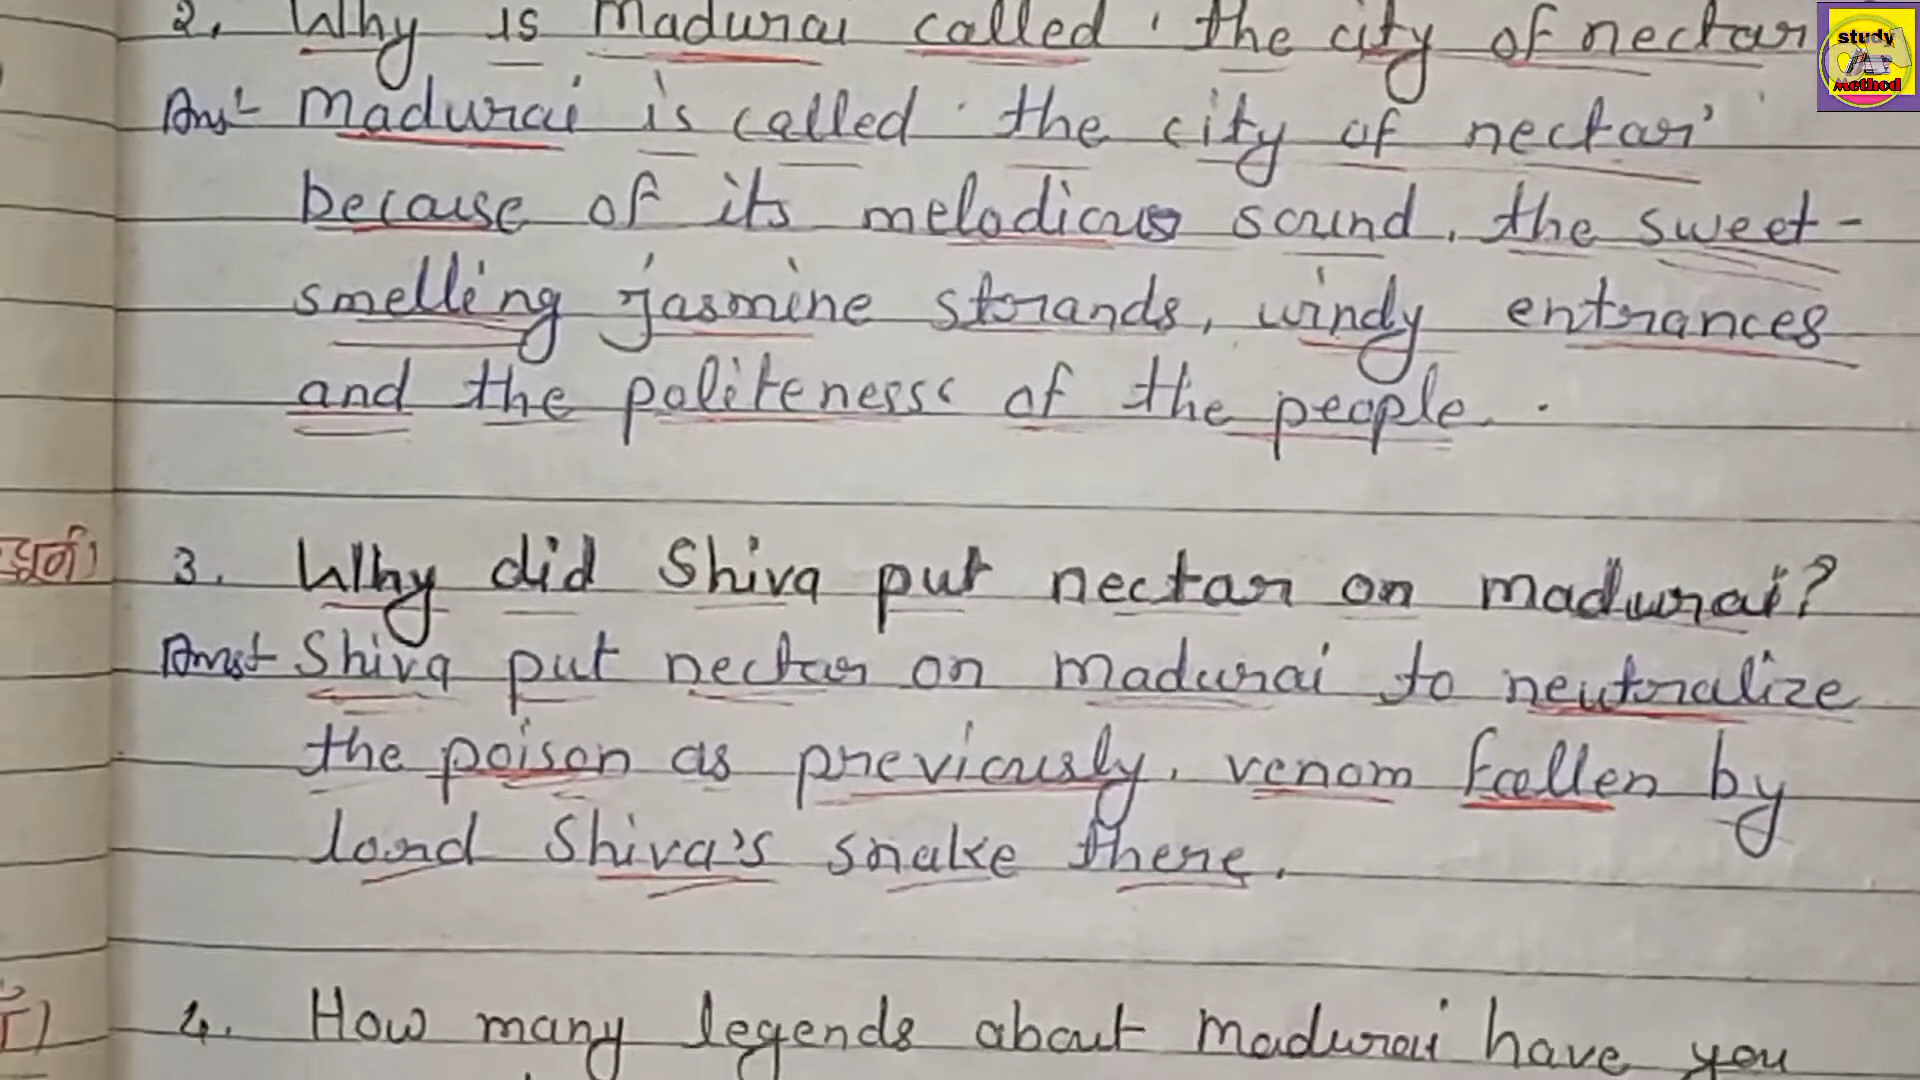 2. Why is Madurai called 'the city of nectar
Ans- Madurai is called 'the city of nectar'
because of its melodious sound, the sweet-
smelling jasmine strands, windy entrances
and the politeness of the people.
3. Why did Shiva put nectar on Madurai?
Ans- Shiva put nectar on Madurai to neutralize
the poison as previously, venom fallen by
lord Shiva's snake there.
4. How many legends about Madurai have you
study
Method